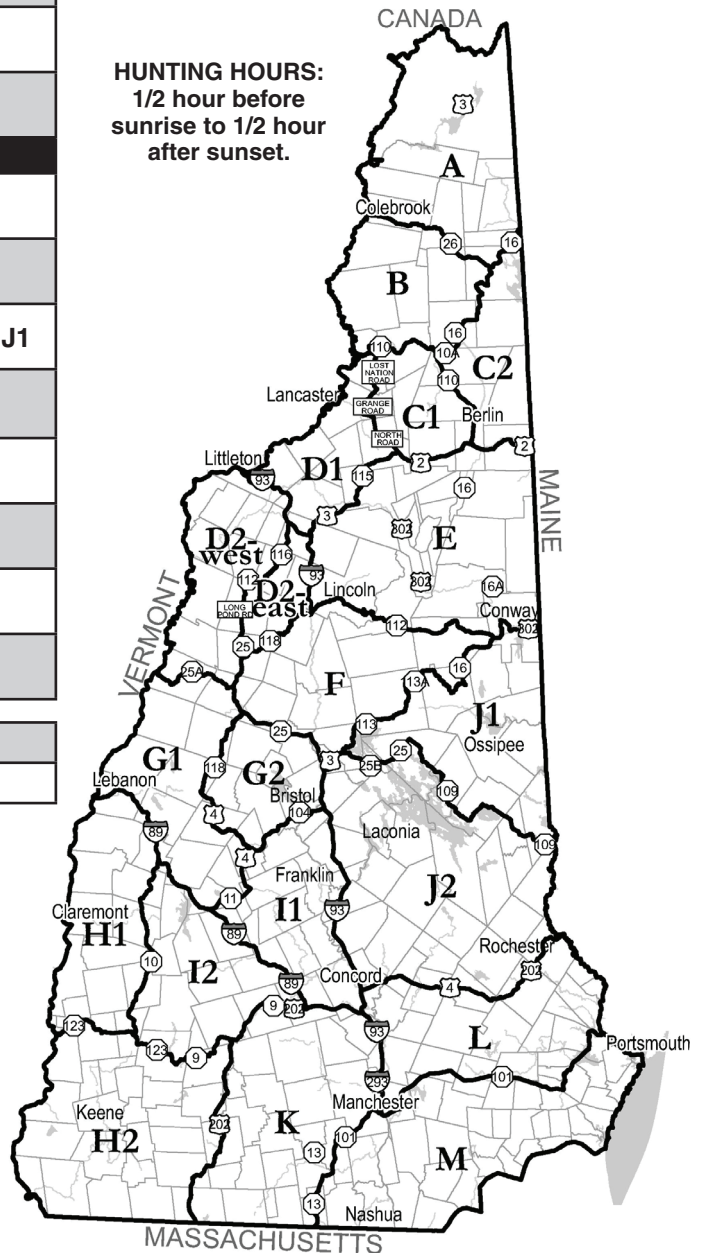 CANADA
HUNTING HOURS:
1/2 hour before
sunrise to 1/2 hour
after sunset.
3
A
Colebrook
26
16
B
J1
110
16
10A
LOST
NATION
ROAD
C2
110
Lancaster
GRANGE
ROAD
C1
Berlin
NORTH
ROAD
2
2
Littleton
93
D1
115
16
MAINE
3
302
E
D2-
west
116
112
93
302
D2-
east
Lincoln
16A
LONG
POND RD
Conway
302
112
25
118
VERMONT
25A
F
16
113A
J1
113
Ossipee
25
3
25B
25
G1
118
G2
Lebanon
Bristol
109
104
4
89
Laconia
109
4
Franklin
11
I1
J2
93
Claremont
H1
89
Rochester
10
I2
Concord
202
89
4
9
202
123
93
L
Portsmouth
123
9
293
101
Manchester
Keene
H2
202
K
101
13
M
13
Nashua
MASSACHUSETTS